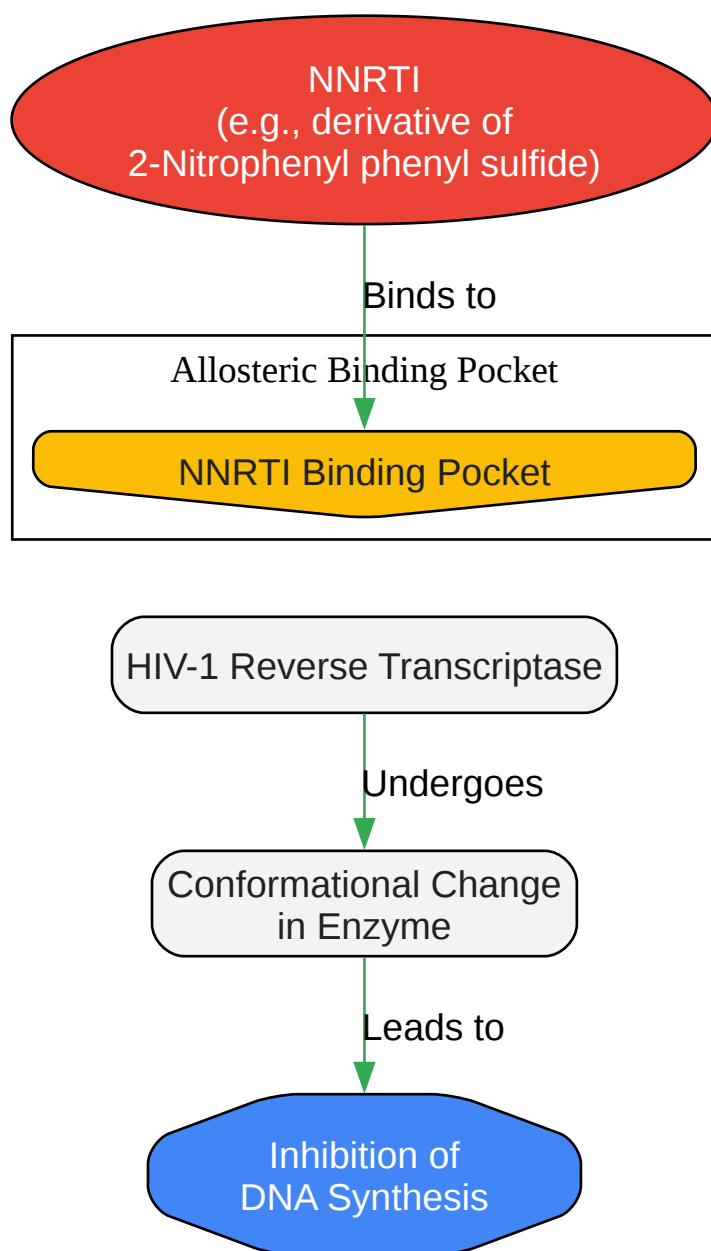 NNRTI
(e.g., derivative of
2-Nitrophenyl phenyl sulfide)
Binds to
Allosteric Binding Pocket
NNRTI Binding Pocket
HIV-1 Reverse Transcriptase
Undergoes
Conformational Change
in Enzyme
Leads to
Inhibition of
DNA Synthesis